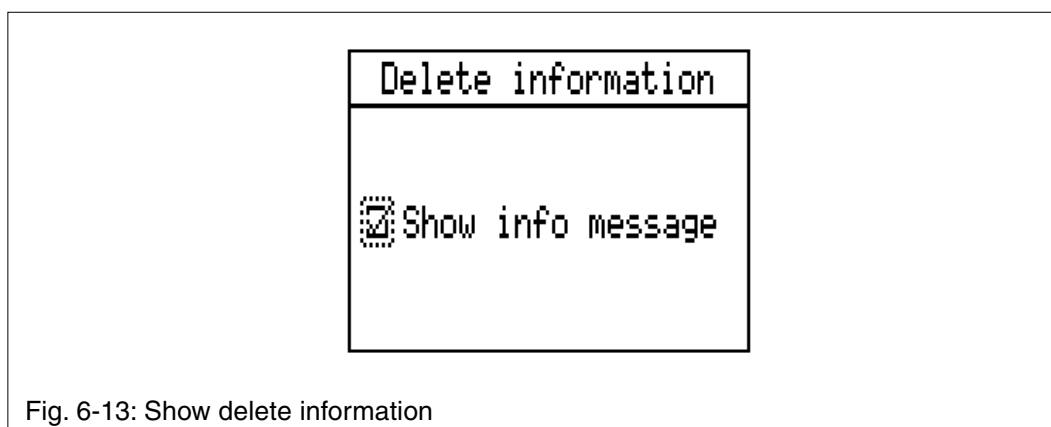 Delete information
Show info message
Fig. 6-13: Show delete information